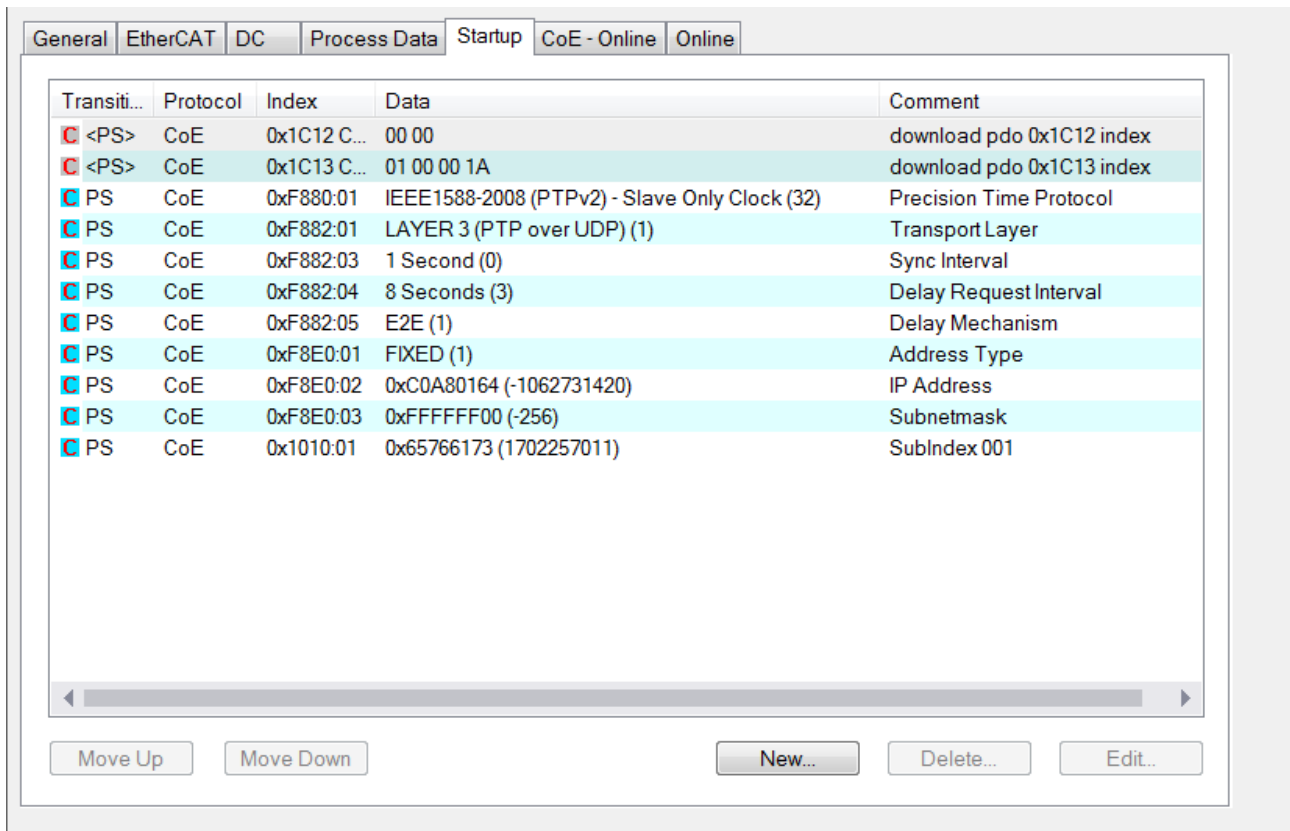 General EtherCAT DC Process Data Startup CoE - Online Online
Transiti... Protocol Index Data Comment
C <PS> CoE 0x1C12 C... 00 00 download pdo 0x1C12 index
C <PS> CoE 0x1C13 C... 01 00 00 1A download pdo 0x1C13 index
C PS CoE 0xF880:01 IEEE1588-2008 (PTPv2) - Slave Only Clock (32) Precision Time Protocol
C PS CoE 0xF882:01 LAYER 3 (PTP over UDP) (1) Transport Layer
C PS CoE 0xF882:03 1 Second (0) Sync Interval
C PS CoE 0xF882:04 8 Seconds (3) Delay Request Interval
C PS CoE 0xF882:05 E2E (1) Delay Mechanism
C PS CoE 0xF8E0:01 FIXED (1) Address Type
C PS CoE 0xF8E0:02 0xC0A80164 (-1062731420) IP Address
C PS CoE 0xF8E0:03 0xFFFFFF00 (-256) Subnetmask
C PS CoE 0x1010:01 0x65766173 (1702257011) SubIndex 001
Move Up Move Down New... Delete... Edit...